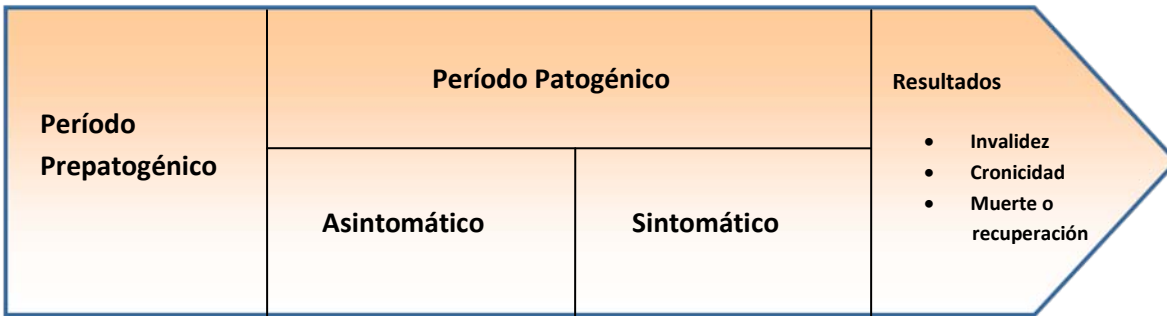 Período
Prepatogénico
Período Patogénico
Asintomático
Sintomático
Resultados
• Invalidez
• Cronicidad
• Muerte o
recuperación